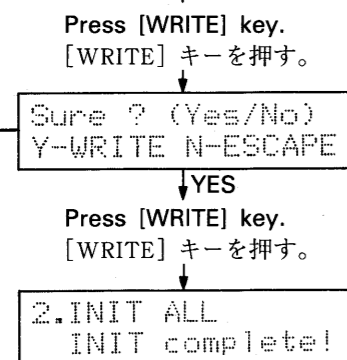 Press [WRITE] key.
[WRITE] キーを押す。
Sure ? (Yes/No)
Y-WRITE N-ESCAPE
YES
Press [WRITE] key.
[WRITE] キーを押す。
2.INIT ALL
INIT complete!